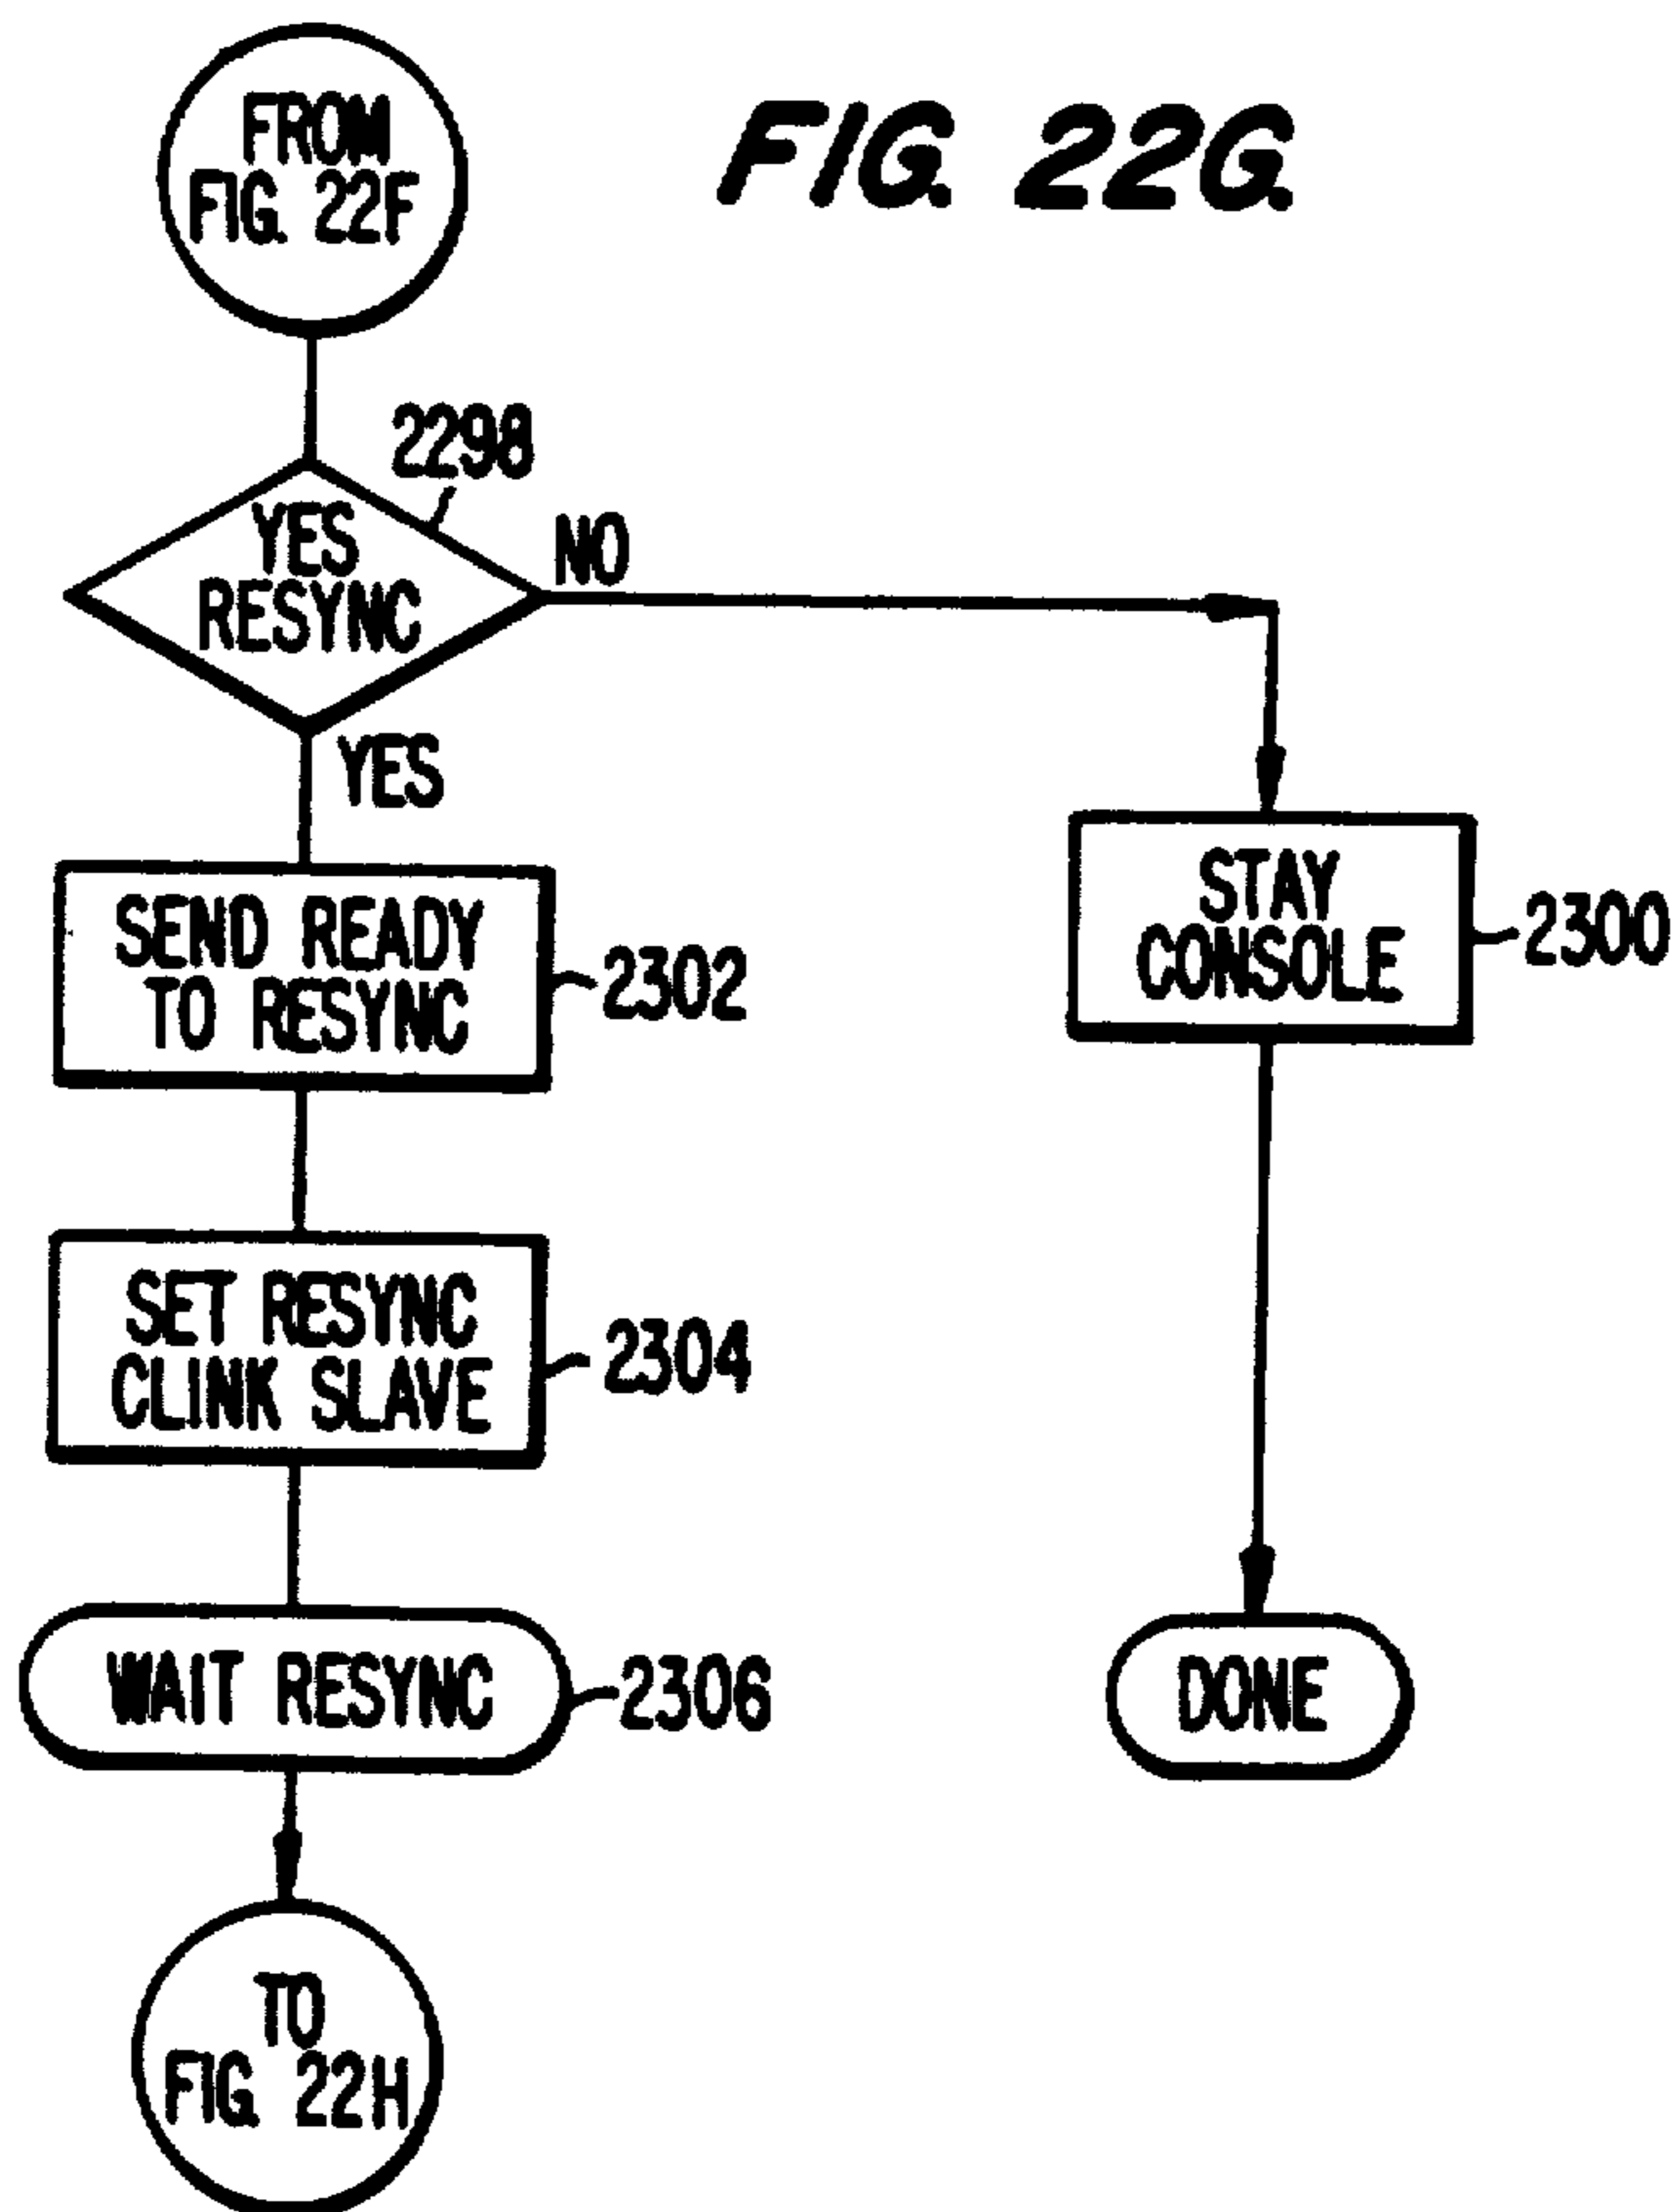 FROM
FIG. 22F
FIG. 22G
2298
YES
RESYNC
NO
YES
SEND READY
TO RESYNC
2302
STAY
CONSOLE
2300
SET RESYNC
CLINK SLAVE
2304
WAIT RESYNC
2306
DONE
TO
FIG. 22H